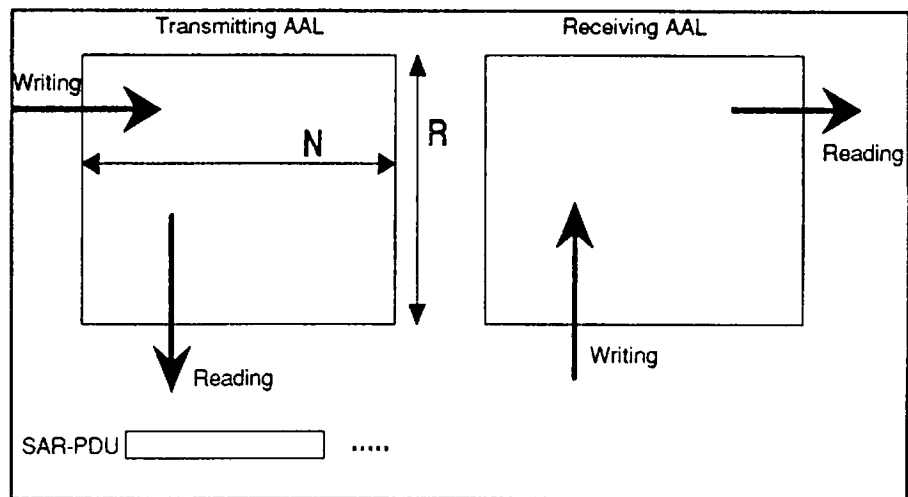 Transmitting AAL
Receiving AAL
Writing
N
R
Reading
Reading
Writing
SAR-PDU .....